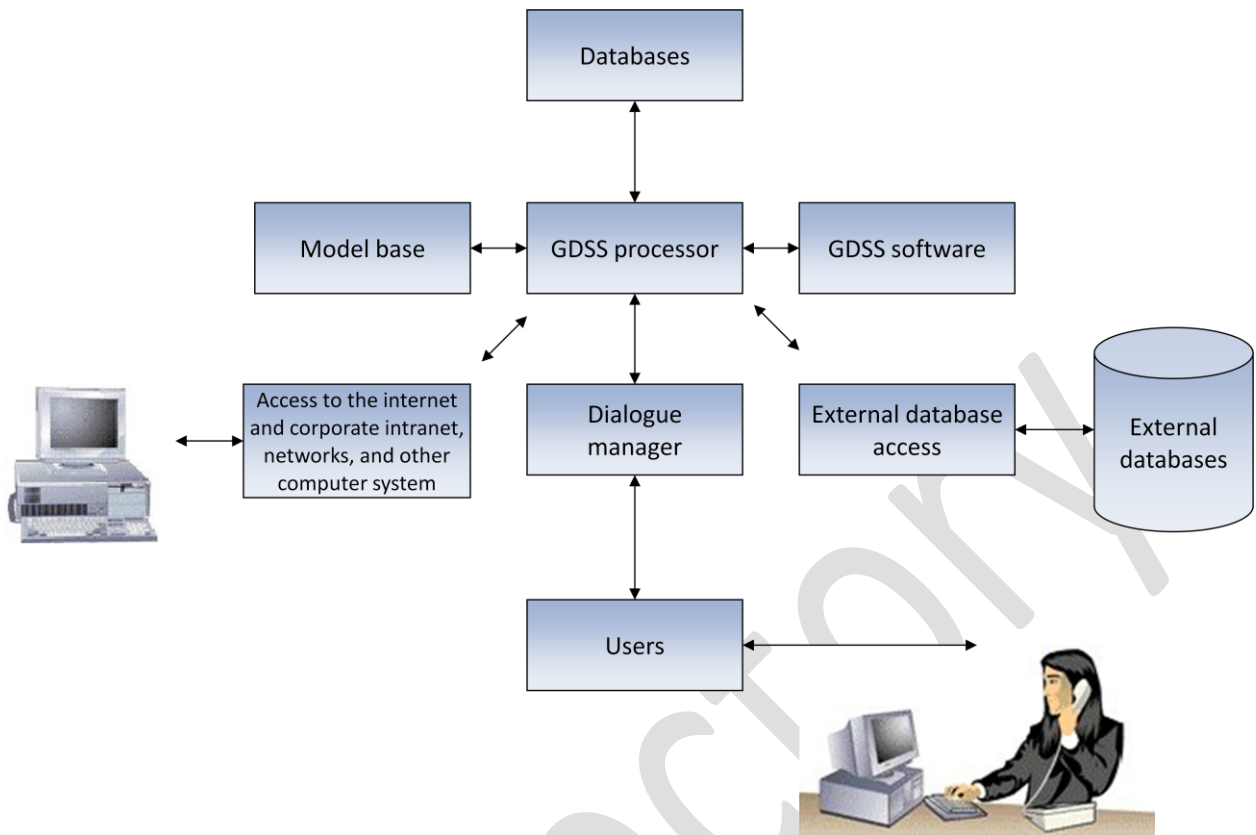 Databases
Model base
GDSS processor
GDSS software
Access to the internet
and corporate intranet,
networks, and other
computer system
Dialogue
manager
External database
access
External
databases
Users